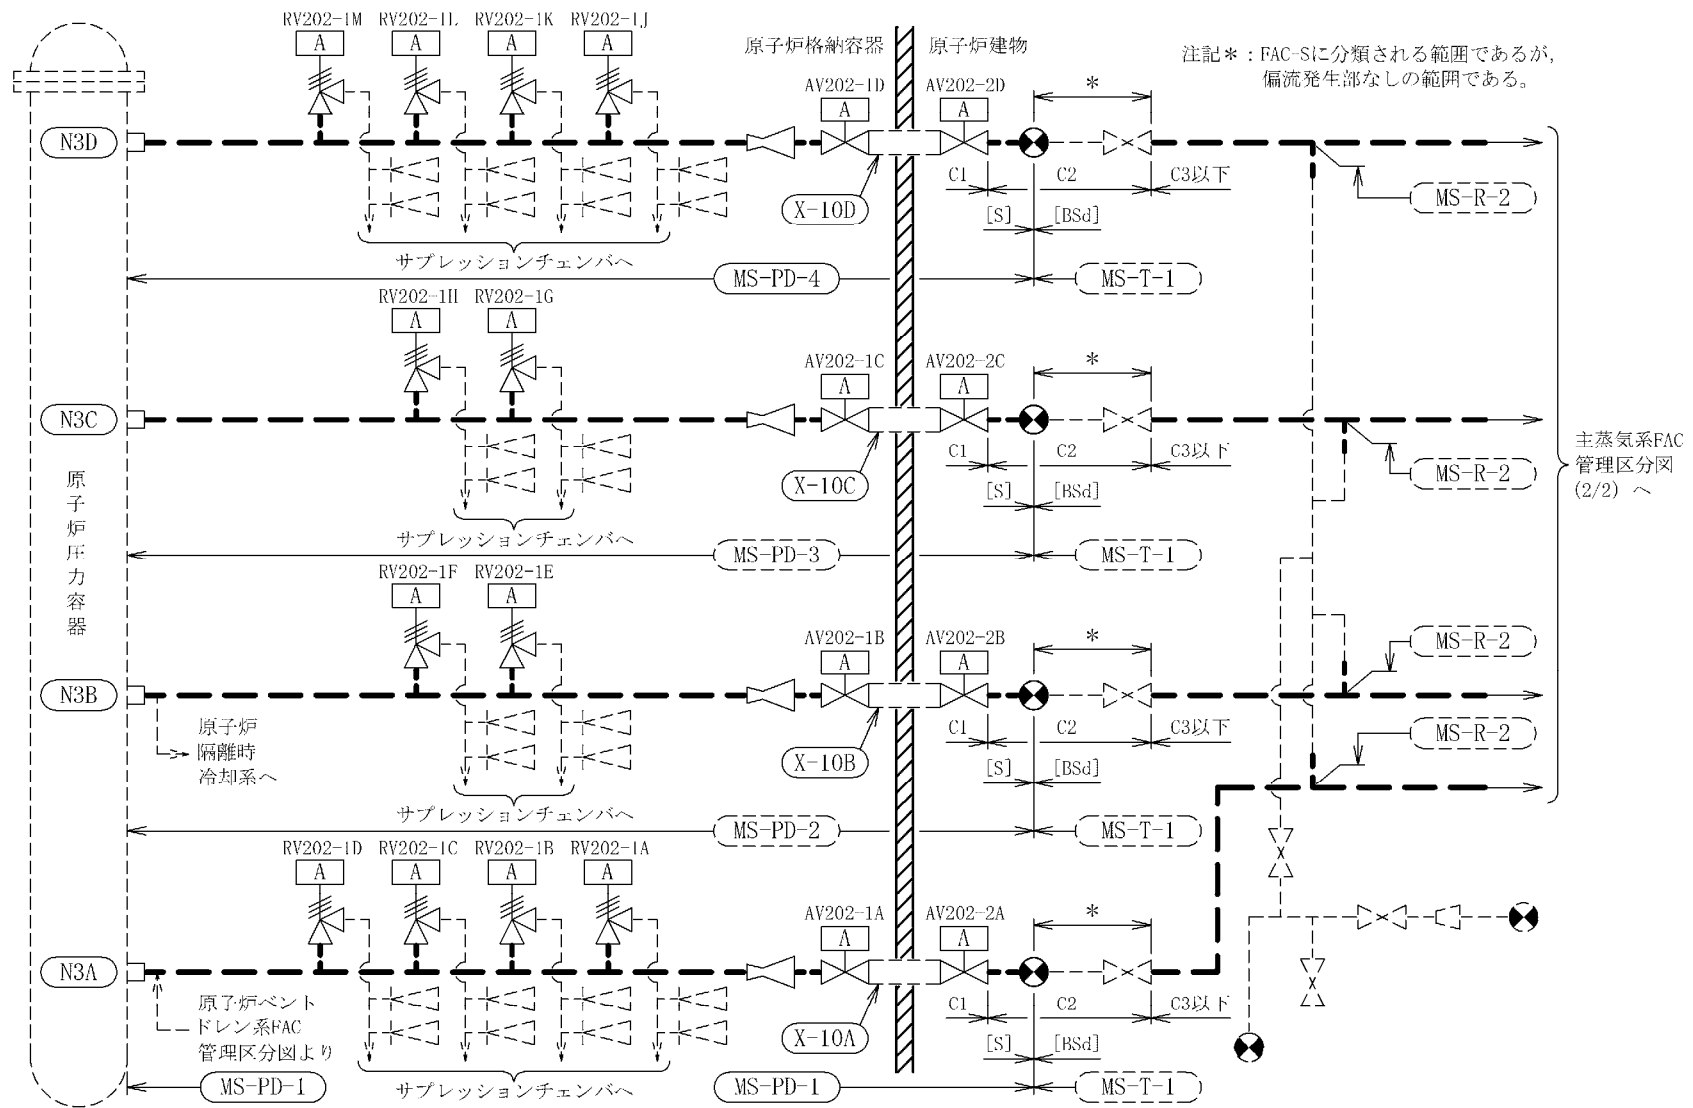 RV202-1M RV202-1L RV202-1K RV202-1J
A A A A
原子炉格納容器 原子炉建物
注記＊：FAC-Sに分類される範囲であるが，
偏流発生部なしの範囲である。
AV202-1D AV202-2D ＊
A A
N3D
C1 C2 C3以下
X-10D
MS-R-2
[S] [BSd]
サプレッションチェンバへ
MS-PD-4 MS-T-1
RV202-1H RV202-1G
A A
AV202-1C AV202-2C ＊
A A
N3C
C1 C2 C3以下
MS-R-2
主蒸気系FAC
管理区分図
(2/2) へ
X-10C
[S] [BSd]
原子炉圧力容器
サプレッションチェンバへ
MS-PD-3 MS-T-1
RV202-1F RV202-1E
A A
AV202-1B AV202-2B ＊
A A
MS-R-2
N3B
原子炉
隔離時
冷却系へ
C1 C2 C3以下
MS-R-2
X-10B
[S] [BSd]
サプレッションチェンバへ
MS-PD-2 MS-T-1
RV202-1D RV202-1C RV202-1B RV202-1A
A A A A
AV202-1A AV202-2A ＊
A A
N3A
原子炉ベント
ドレン系FAC
管理区分図より
C1 C2 C3以下
X-10A
[S] [BSd]
サプレッションチェンバへ
MS-PD-1 MS-PD-1 MS-T-1